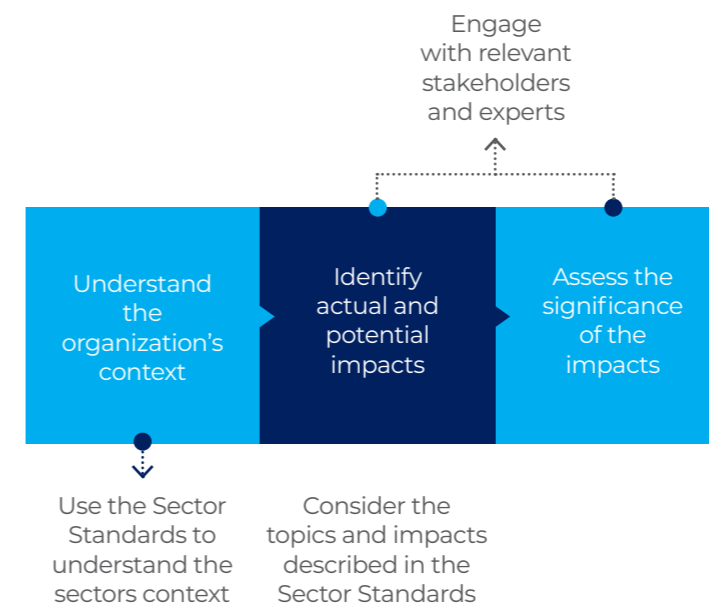 Engage
with relevant
stakeholders
and experts
Understand
the
organization's
context
Identify
actual and
potential
impacts
Assess the
significance
of the
impacts
Use the Sector
Standards to
understand the
sectors context
Consider the
topics and impacts
described in the
Sector Standards